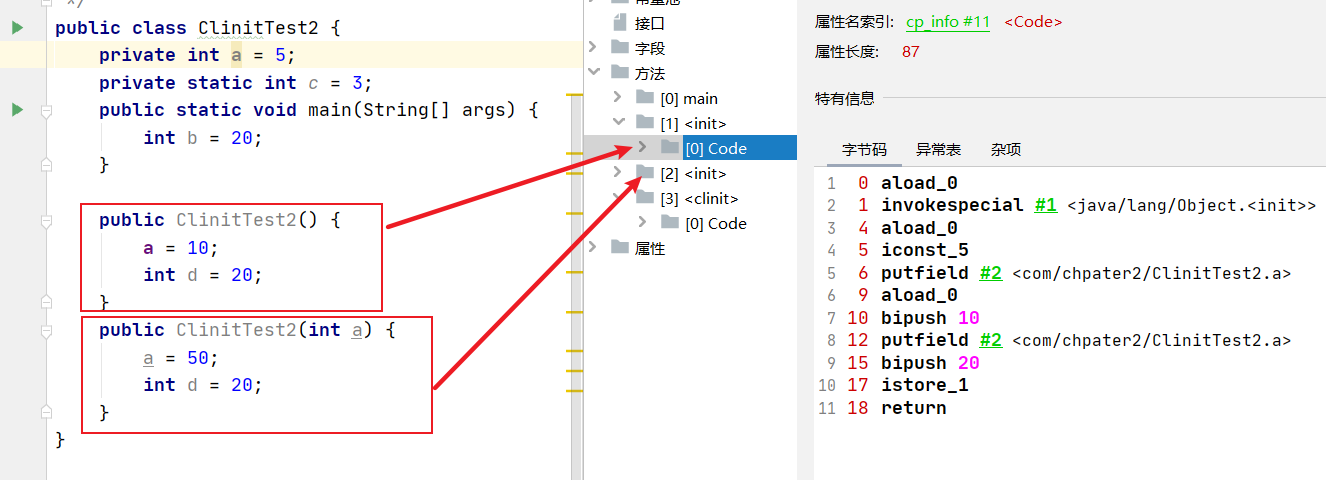 */
public class ClinitTest2 {
private int a = 5;
private static int c = 3;
public static void main(String[] args) {
int b = 20;
}
public ClinitTest2() {
a = 10;
int d = 20;
}
public ClinitTest2(int a) {
a = 50;
int d = 20;
}
}
接口
字段
方法
[0] main
[1] <init>
[0] Code
[2] <init>
[3] <clinit>
[0] Code
属性
属性名索引: cp_info #11 <Code>
属性长度: 87
特有信息
字节码 异常表 杂项
1 0 aload_0
2 1 invokespecial #1 <java/lang/Object.<init>>
3 4 aload_0
4 5 iconst_5
5 6 putfield #2 <com/chpater2/ClinitTest2.a>
6 9 aload_0
7 10 bipush 10
8 12 putfield #2 <com/chpater2/ClinitTest2.a>
9 15 bipush 20
10 17 istore_1
11 18 return